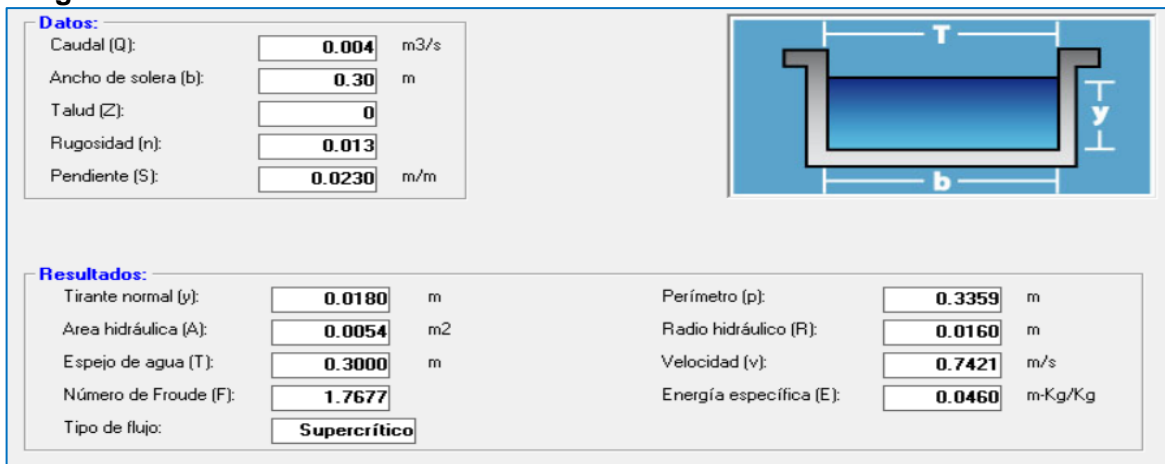 Datos:
Caudal (Q): 0.004 m3/s
Ancho de solera (b): 0.30 m
Talud (Z): 0
Rugosidad (n): 0.013
Pendiente (S): 0.0230 m/m
T
y
b
Resultados:
Tirante normal (y): 0.0180 m Perímetro (p): 0.3359 m
Area hidráulica (A): 0.0054 m2 Radio hidráulico (R): 0.0160 m
Espejo de agua (T): 0.3000 m Velocidad (v): 0.7421 m/s
Número de Froude (F): 1.7677 Energía específica (E): 0.0460 m-Kg/Kg
Tipo de flujo: Supercrítico